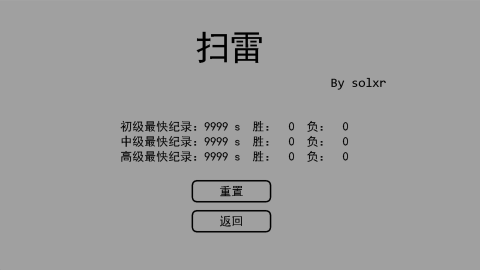 扫雷
By solxr
初级最快纪录：9999 s 胜： 0 负： 0
中级最快纪录：9999 s 胜： 0 负： 0
高级最快纪录：9999 s 胜： 0 负： 0
重置
返回